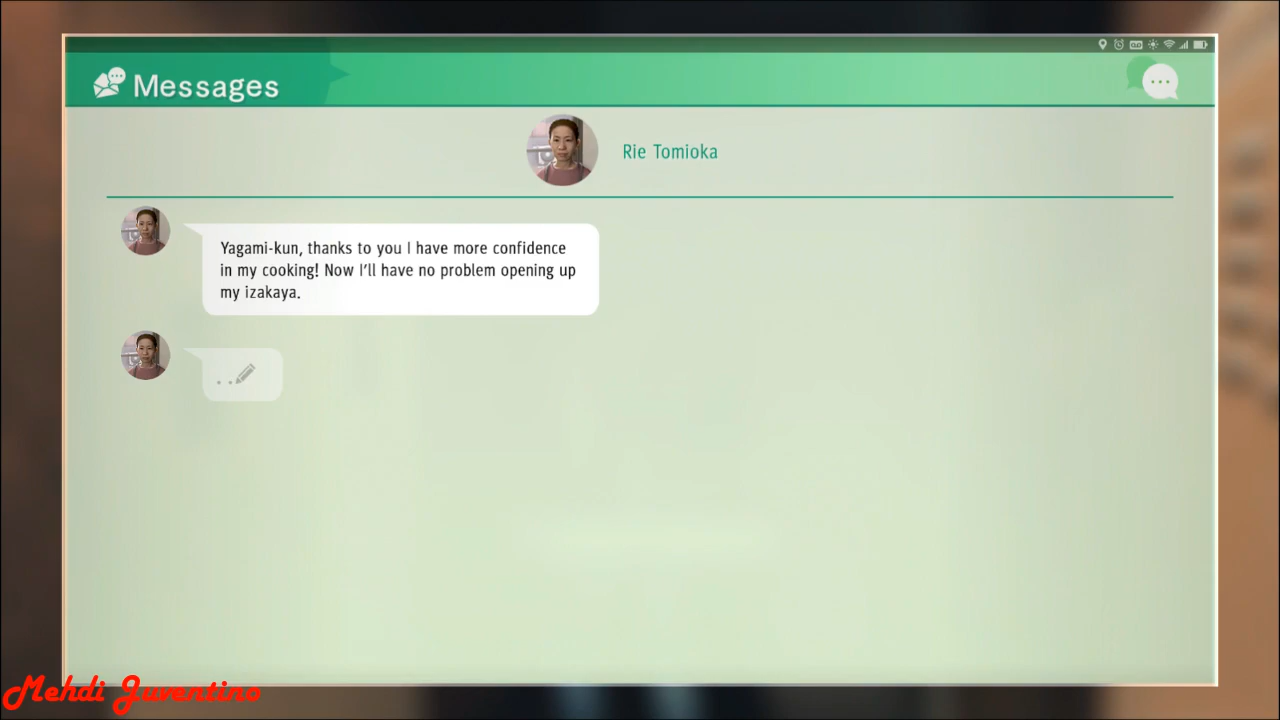 Messages
Rie Tomioka
Yagami-kun, thanks to you I have more confidence
in my cooking! Now I'll have no problem opening up
my izakaya.
Mehdi Juventino